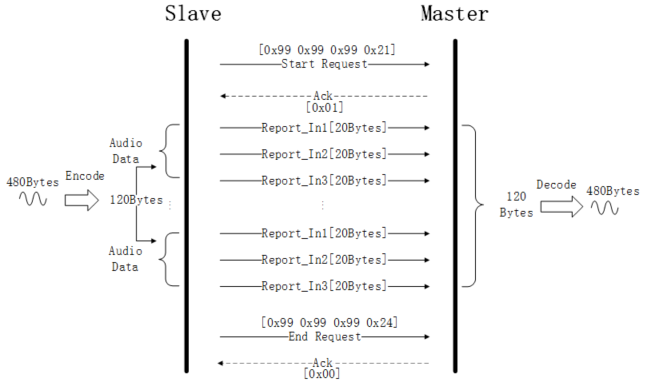 Slave
Master
[0x99 0x99 0x99 0x21]
Start Request
Ack
[0x01]
Audio
Data
Report_In1[20Bytes]
Report_In2[20Bytes]
Report_In3[20Bytes]
480Bytes
Encode
120Bytes
120
Bytes
Decode
480Bytes
Audio
Data
Report_In1[20Bytes]
Report_In2[20Bytes]
Report_In3[20Bytes]
[0x99 0x99 0x99 0x24]
End Request
Ack
[0x00]